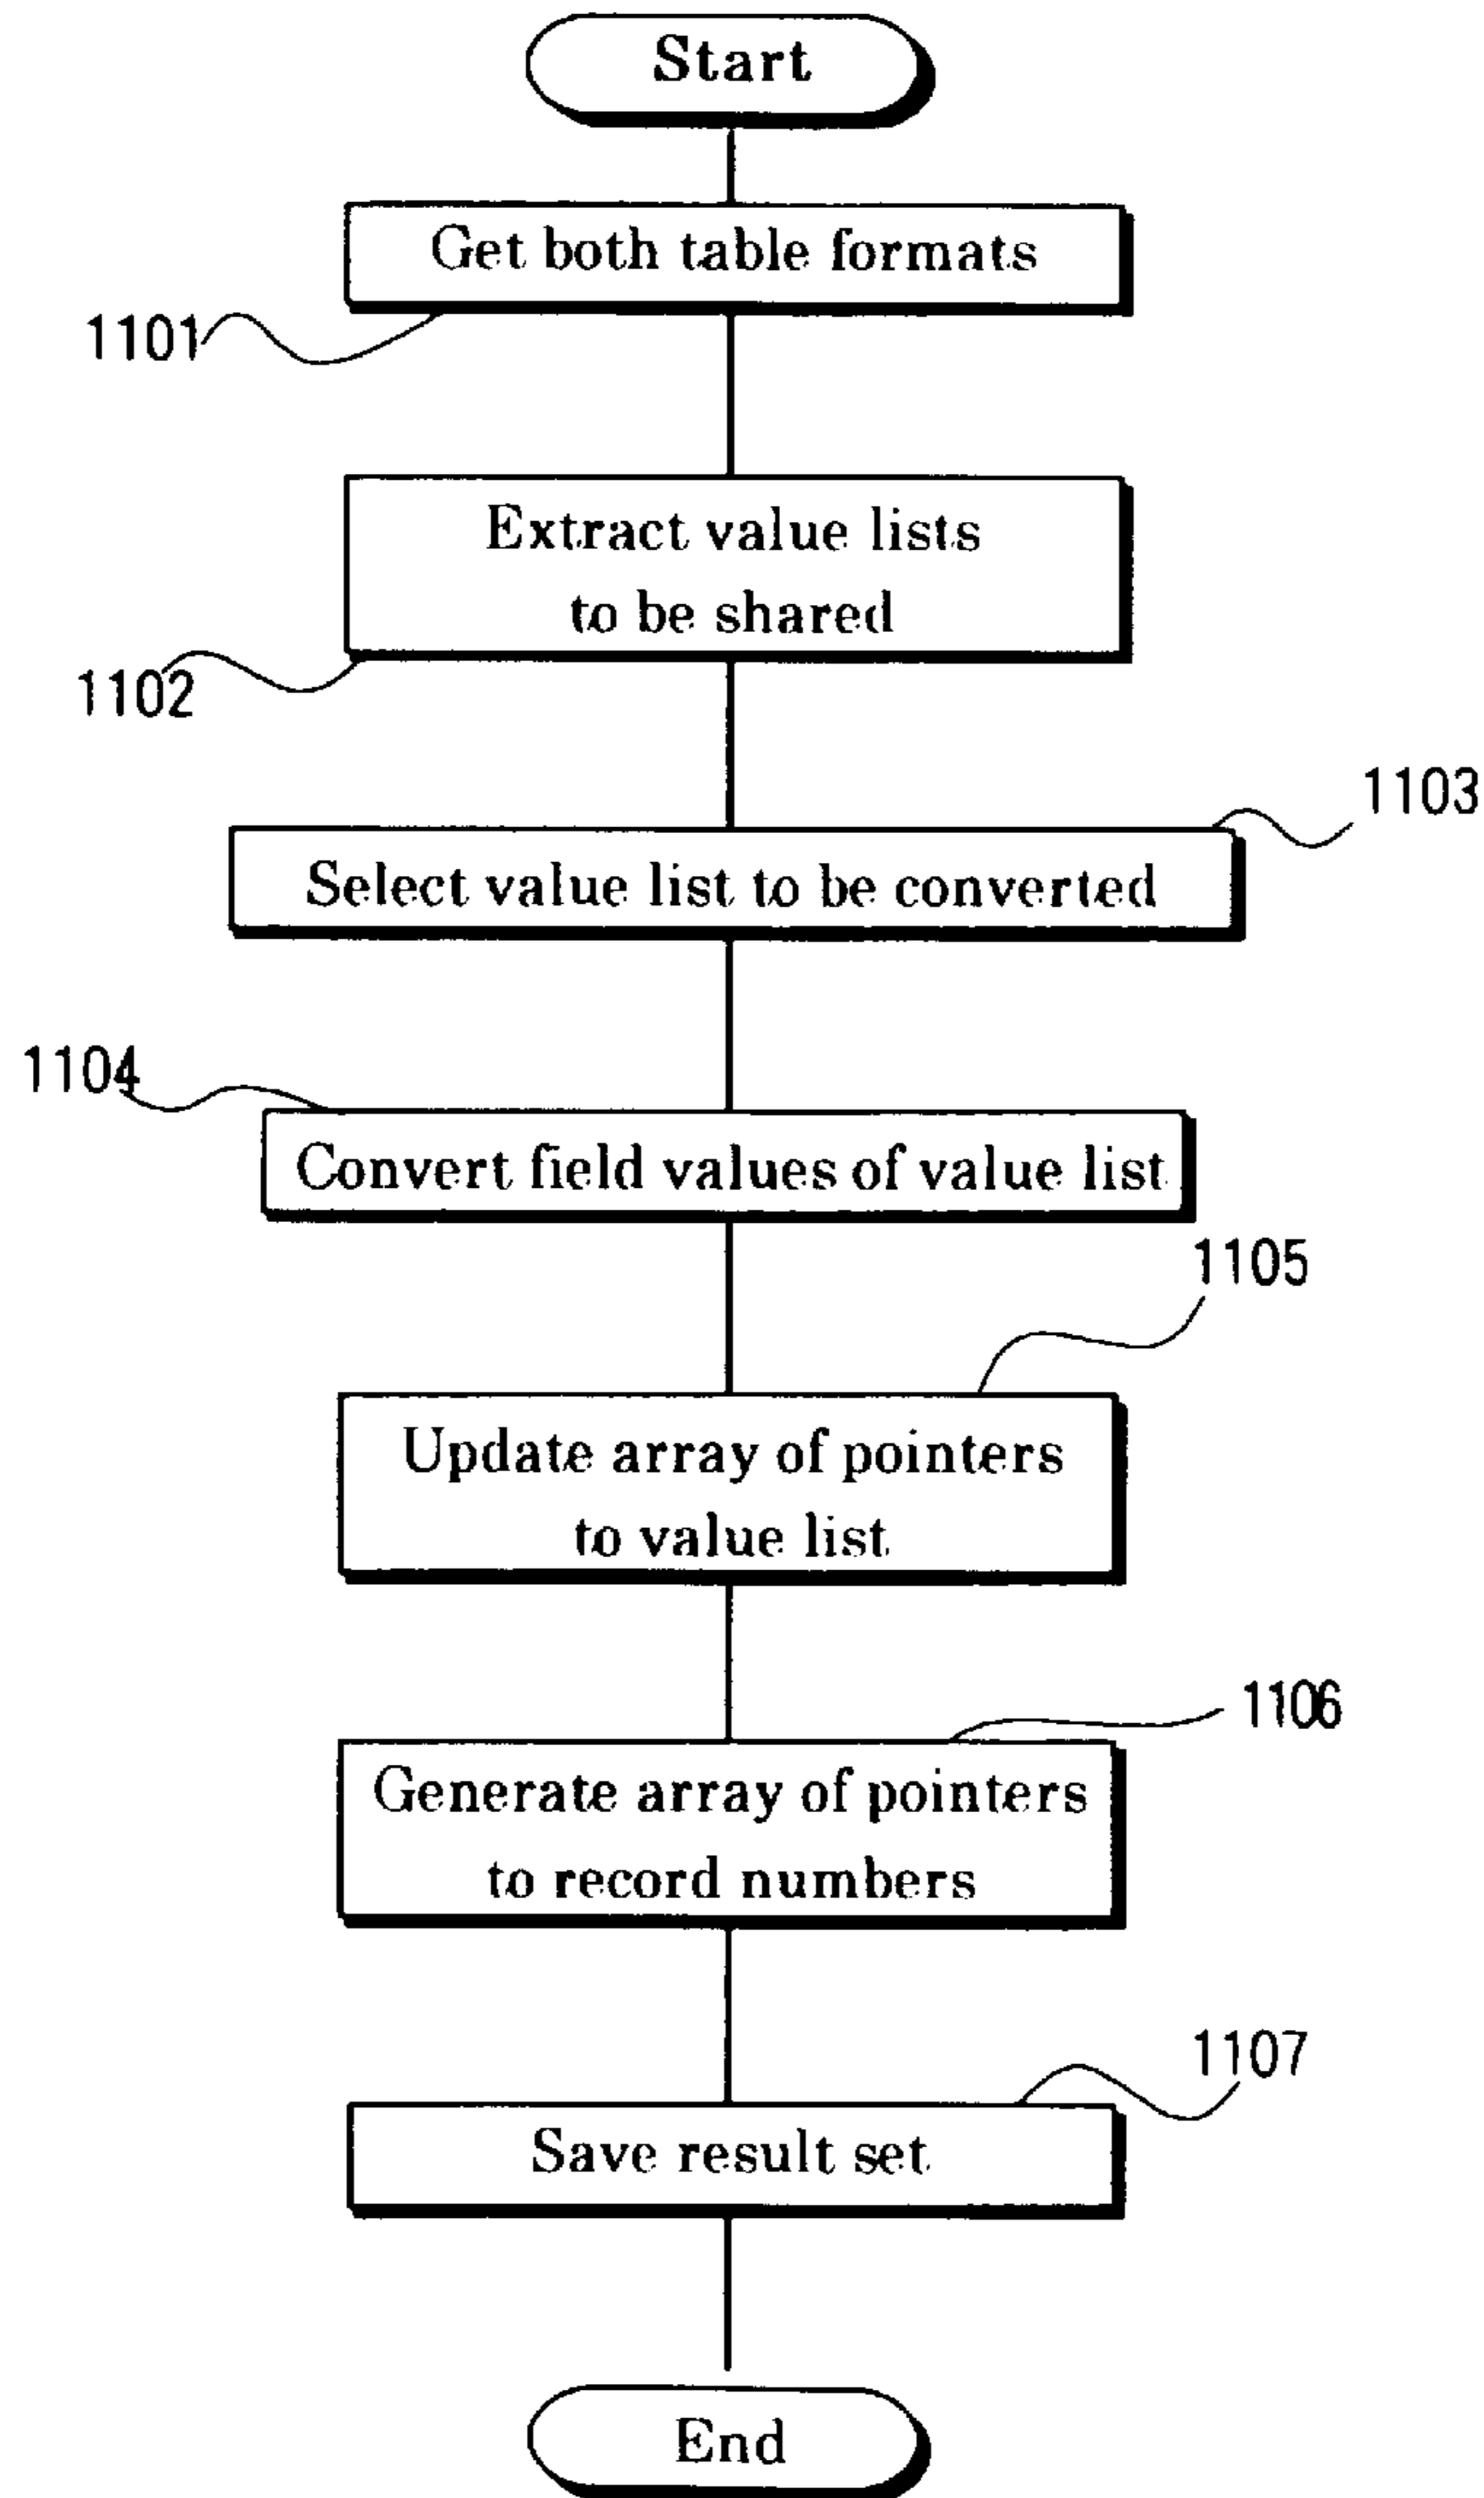 Start
Get both table formats
1101
Extract value lists
to be shared
1102
1103
Select value list to be converted
1104
Convert field values of value list
1105
Update array of pointers
to value list
1106
Generate array of pointers
to record numbers
1107
Save result set
End